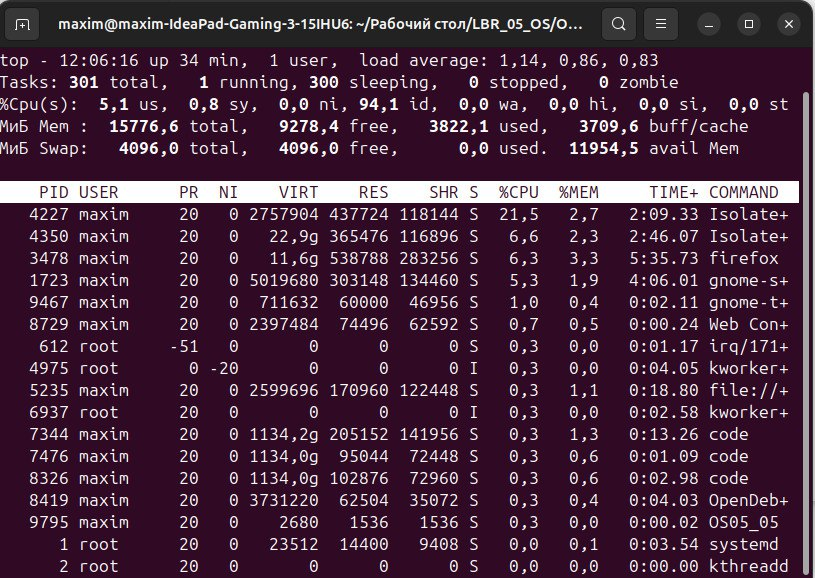 maxim@maxim-IdeaPad-Gaming-3-15IHU6: ~/Рабочий стол/LBR_05_OS/O...
top - 12:06:16 up 34 min,  1 user,  load average: 1,14, 0,86, 0,83
Tasks: 301 total,   1 running, 300 sleeping,   0 stopped,   0 zombie
%Cpu(s):  5,1 us,  0,8 sy,  0,0 ni, 94,1 id,  0,0 wa,  0,0 hi,  0,0 si,  0,0 st
МиБ Mem :  15776,6 total,   9278,4 free,   3822,1 used,   3709,6 buff/cache
МиБ Swap:   4096,0 total,   4096,0 free,      0,0 used.  11954,5 avail Mem
PID USER      PR  NI    VIRT    RES    SHR S  %CPU  %MEM     TIME+ COMMAND
4227 maxim     20   0 2757904 437724 118144 S  21,5   2,7   2:09.33 Isolate+
4350 maxim     20   0   22,9g 365476 116896 S   6,6   2,3   2:46.07 Isolate+
3478 maxim     20   0   11,6g 538788 283256 S   6,3   3,3   5:35.73 firefox
1723 maxim     20   0 5019680 303148 134460 S   5,3   1,9   4:06.01 gnome-s+
9467 maxim     20   0  711632  60000  46956 S   1,0   0,4   0:02.11 gnome-t+
8729 maxim     20   0 2397484  74496  62592 S   0,7   0,5   0:00.24 Web Con+
612 root     -51   0       0      0      0 S   0,3   0,0   0:01.17 irq/171+
4975 root       0 -20       0      0      0 I   0,3   0,0   0:04.05 kworker+
5235 maxim     20   0 2599696 170960 122448 S   0,3   1,1   0:18.80 file://+
6937 root      20   0       0      0      0 I   0,3   0,0   0:02.58 kworker+
7344 maxim     20   0 1134,2g 205152 141956 S   0,3   1,3   0:13.26 code
7476 maxim     20   0 1134,0g  95044  72448 S   0,3   0,6   0:01.09 code
8326 maxim     20   0 1134,0g 102876  72960 S   0,3   0,6   0:02.98 code
8419 maxim     20   0 3731220  62504  35072 S   0,3   0,4   0:04.03 OpenDeb+
9795 maxim     20   0    2680   1536   1536 S   0,3   0,0   0:00.02 OS05_05
1 root      20   0   23512  14400   9408 S   0,0   0,1   0:03.54 systemd
2 root      20   0       0      0      0 S   0,0   0,0   0:00.00 kthreadd